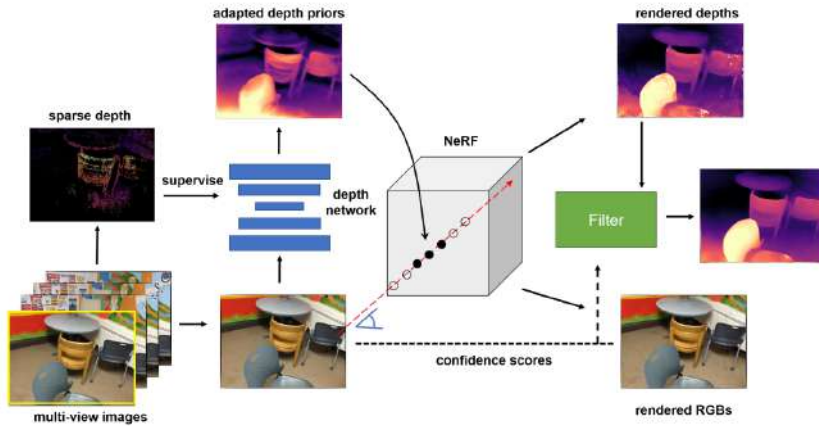 adapted depth priors
rendered depths
sparse depth
NeRF
supervise
depth
network
Filter
confidence scores
multi-view images
rendered RGBs